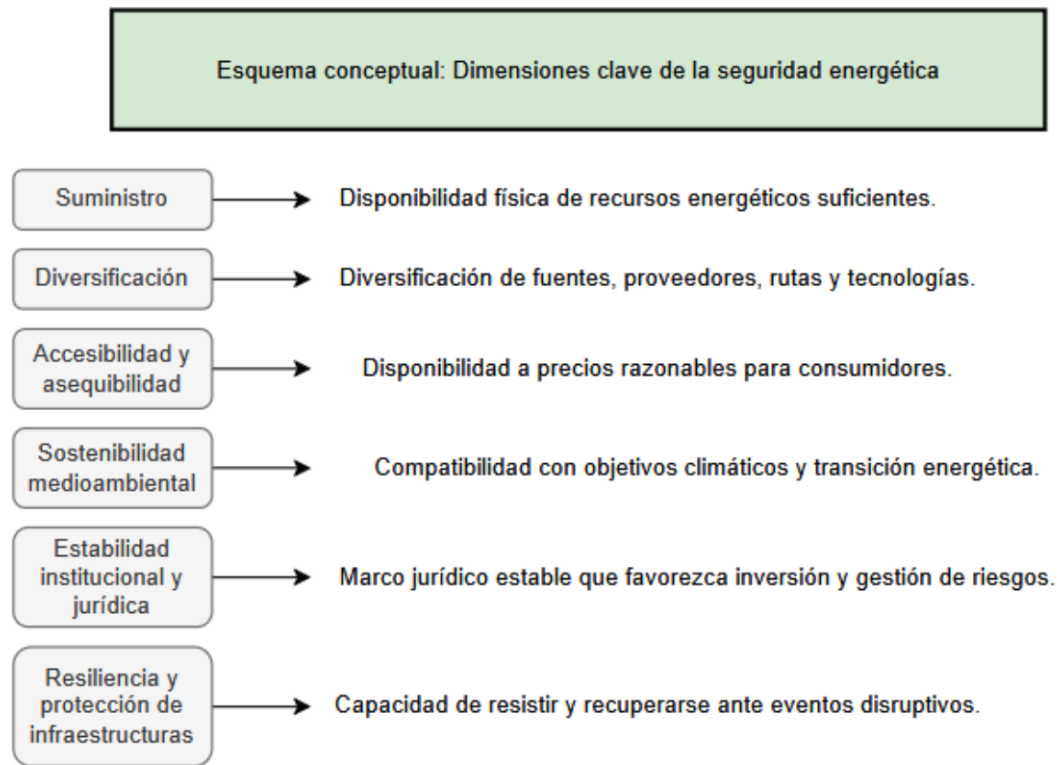 Esquema conceptual: Dimensiones clave de la seguridad energética
Suministro
Disponibilidad física de recursos energéticos suficientes.
Diversificación
Diversificación de fuentes, proveedores, rutas y tecnologías.
Accesibilidad y
asequibilidad
Disponibilidad a precios razonables para consumidores.
Sostenibilidad
medioambiental
Compatibilidad con objetivos climáticos y transición energética.
Estabilidad
institucional y
jurídica
Marco jurídico estable que favorezca inversión y gestión de riesgos.
Resiliencia y
protección de
infraestructuras
Capacidad de resistir y recuperarse ante eventos disruptivos.